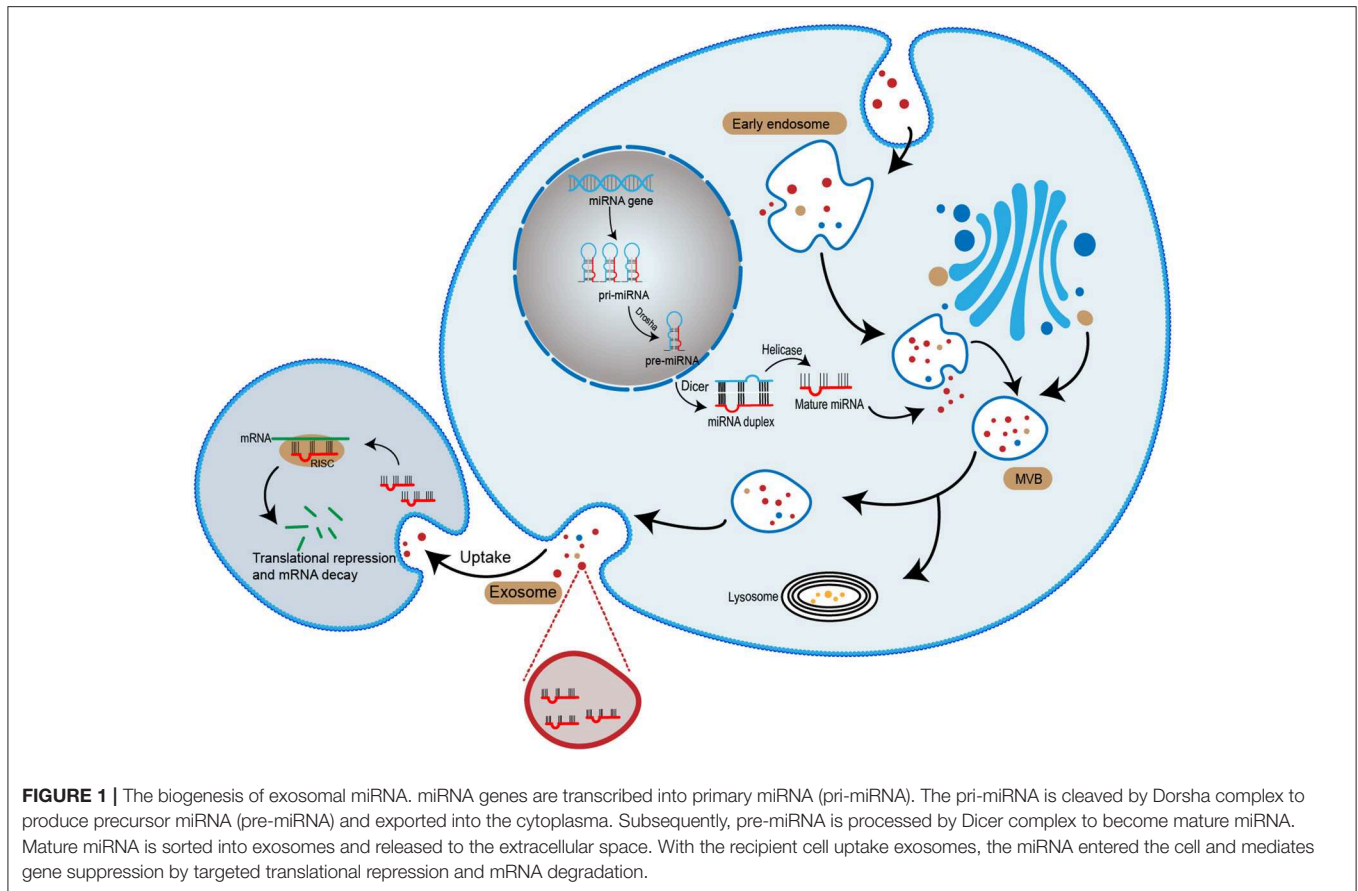 Early endosome
miRNA gene
pri-miRNA
Drosha
pre-miRNA
Dicer
Helicase
miRNA duplex
Mature miRNA
MVB
mRNA
RISC
Translational repression
and mRNA decay
Uptake
Exosome
Lysosome
FIGURE 1 | The biogenesis of exosomal miRNA. miRNA genes are transcribed into primary miRNA (pri-miRNA). The pri-miRNA is cleaved by Dorsha complex to
produce precursor miRNA (pre-miRNA) and exported into the cytoplasma. Subsequently, pre-miRNA is processed by Dicer complex to become mature miRNA.
Mature miRNA is sorted into exosomes and released to the extracellular space. With the recipient cell uptake exosomes, the miRNA entered the cell and mediates
gene suppression by targeted translational repression and mRNA degradation.